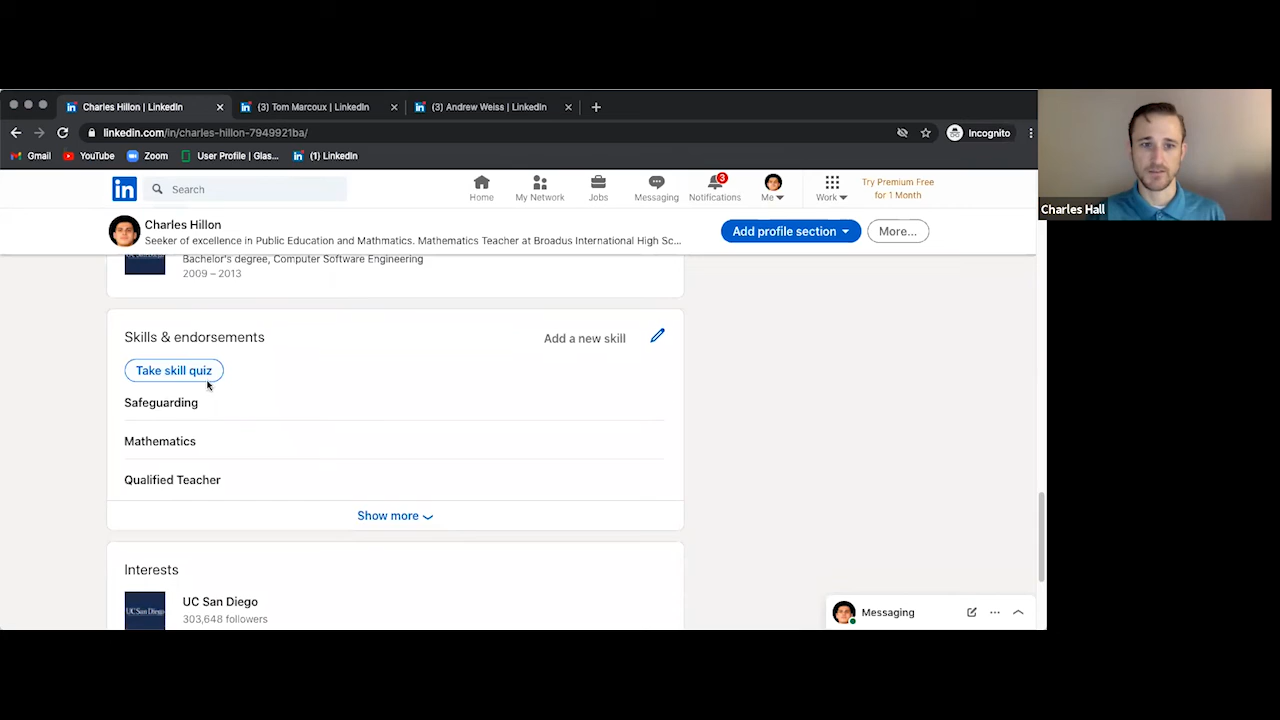 Charles Hillon | LinkedIn
(3) Tom Marcoux | LinkedIn
(3) Andrew Weiss | LinkedIn
linkedin.com/in/charles-hillon-7949921ba/
Incognito
Gmail
YouTube
Zoom
User Profile | Glas...
(1) LinkedIn
in
Search
Home
My Network
Jobs
Messaging
3
Notifications
Me
Work
Try Premium Free
for 1 Month
Charles Hall
Charles Hillon
Seeker of excellence in Public Education and Mathmatics. Mathematics Teacher at Broadus International High Sc...
Add profile section
More...
Bachelor's degree, Computer Software Engineering
2009 – 2013
Skills & endorsements
Add a new skill
Take skill quiz
Safeguarding
Mathematics
Qualified Teacher
Show more
Interests
UC San Diego
UC San Diego
303,648 followers
Messaging